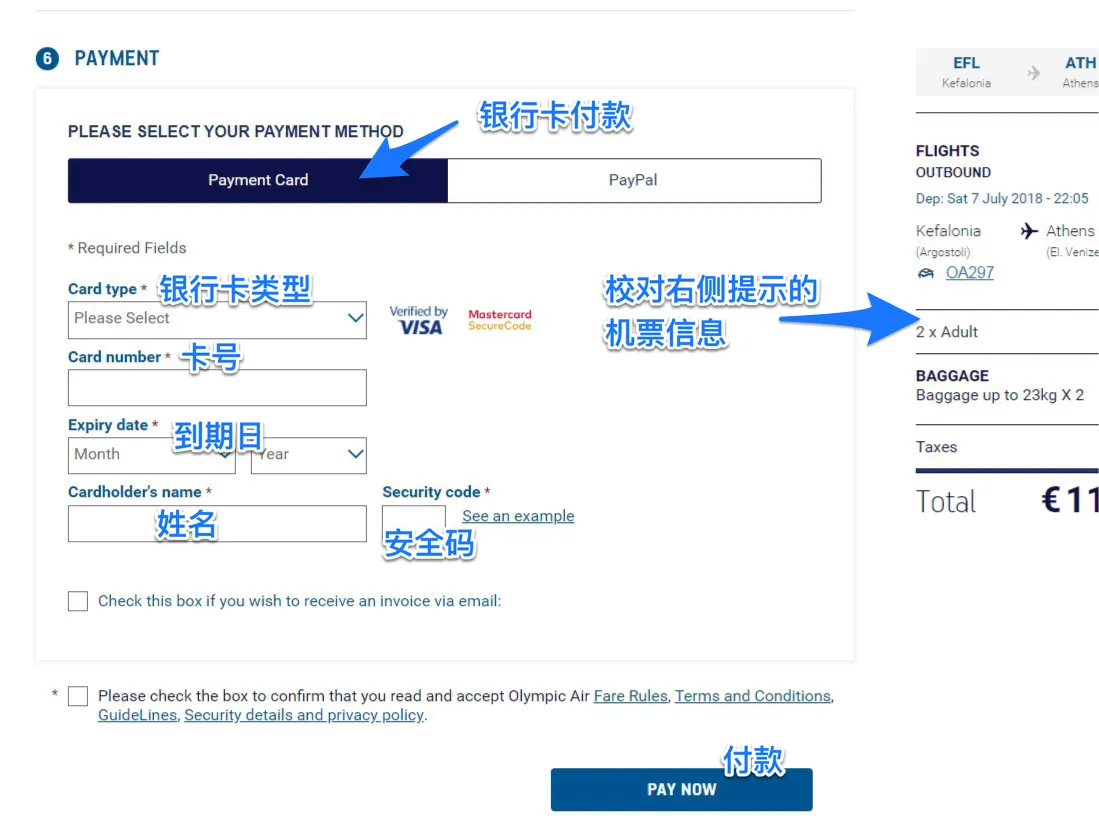 6 PAYMENT
PLEASE SELECT YOUR PAYMENT METHOD
银行卡付款
Payment Card
PayPal
* Required Fields
Card type *
银行卡类型
Please Select
Verified by
VISA
Mastercard
SecureCode
Card number *
卡号
Expiry date *
到期日
Month
Year
Cardholder's name *
姓名
Security code *
See an example
安全码
Check this box if you wish to receive an invoice via email:
* Please check the box to confirm that you read and accept Olympic Air Fare Rules, Terms and Conditions,
GuideLines, Security details and privacy policy.
付款
PAY NOW
校对右侧提示的
机票信息
EFL
Kefalonia
ATH
Athens
FLIGHTS
OUTBOUND
Dep: Sat 7 July 2018 - 22:05
Kefalonia
(Argostoli)
Athens
(El. Venize
OA297
2 x Adult
BAGGAGE
Baggage up to 23kg X 2
Taxes
Total
€11